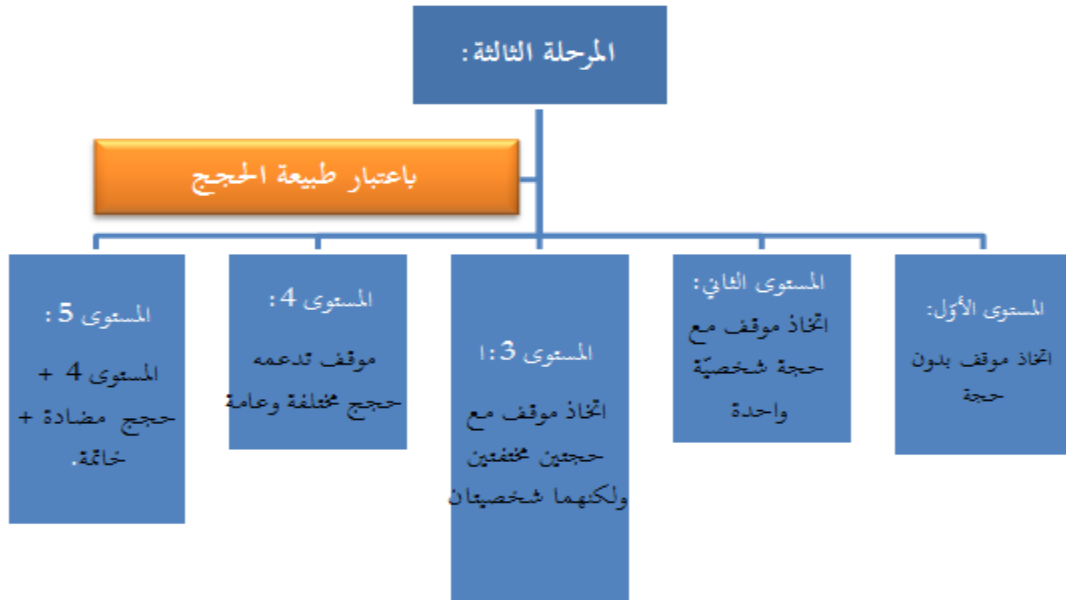 المرحلة الثالثة:
باعتبار طبيعة الحجج
المستوى الأوّل:
اتخاذ موقف بدون
حجة
المستوى الثاني:
اتخاذ موقف مع
حجة شخصيّة
واحدة
المستوى 3:ا
اتخاذ موقف مع
حجتين مختفتين
ولكنهما شخصيتان
المستوى 4:
موقف تدعمه
حجج مختلفة وعامة
المستوى 5:
المستوى 4 +
حجج مضادة +
خاتمة.